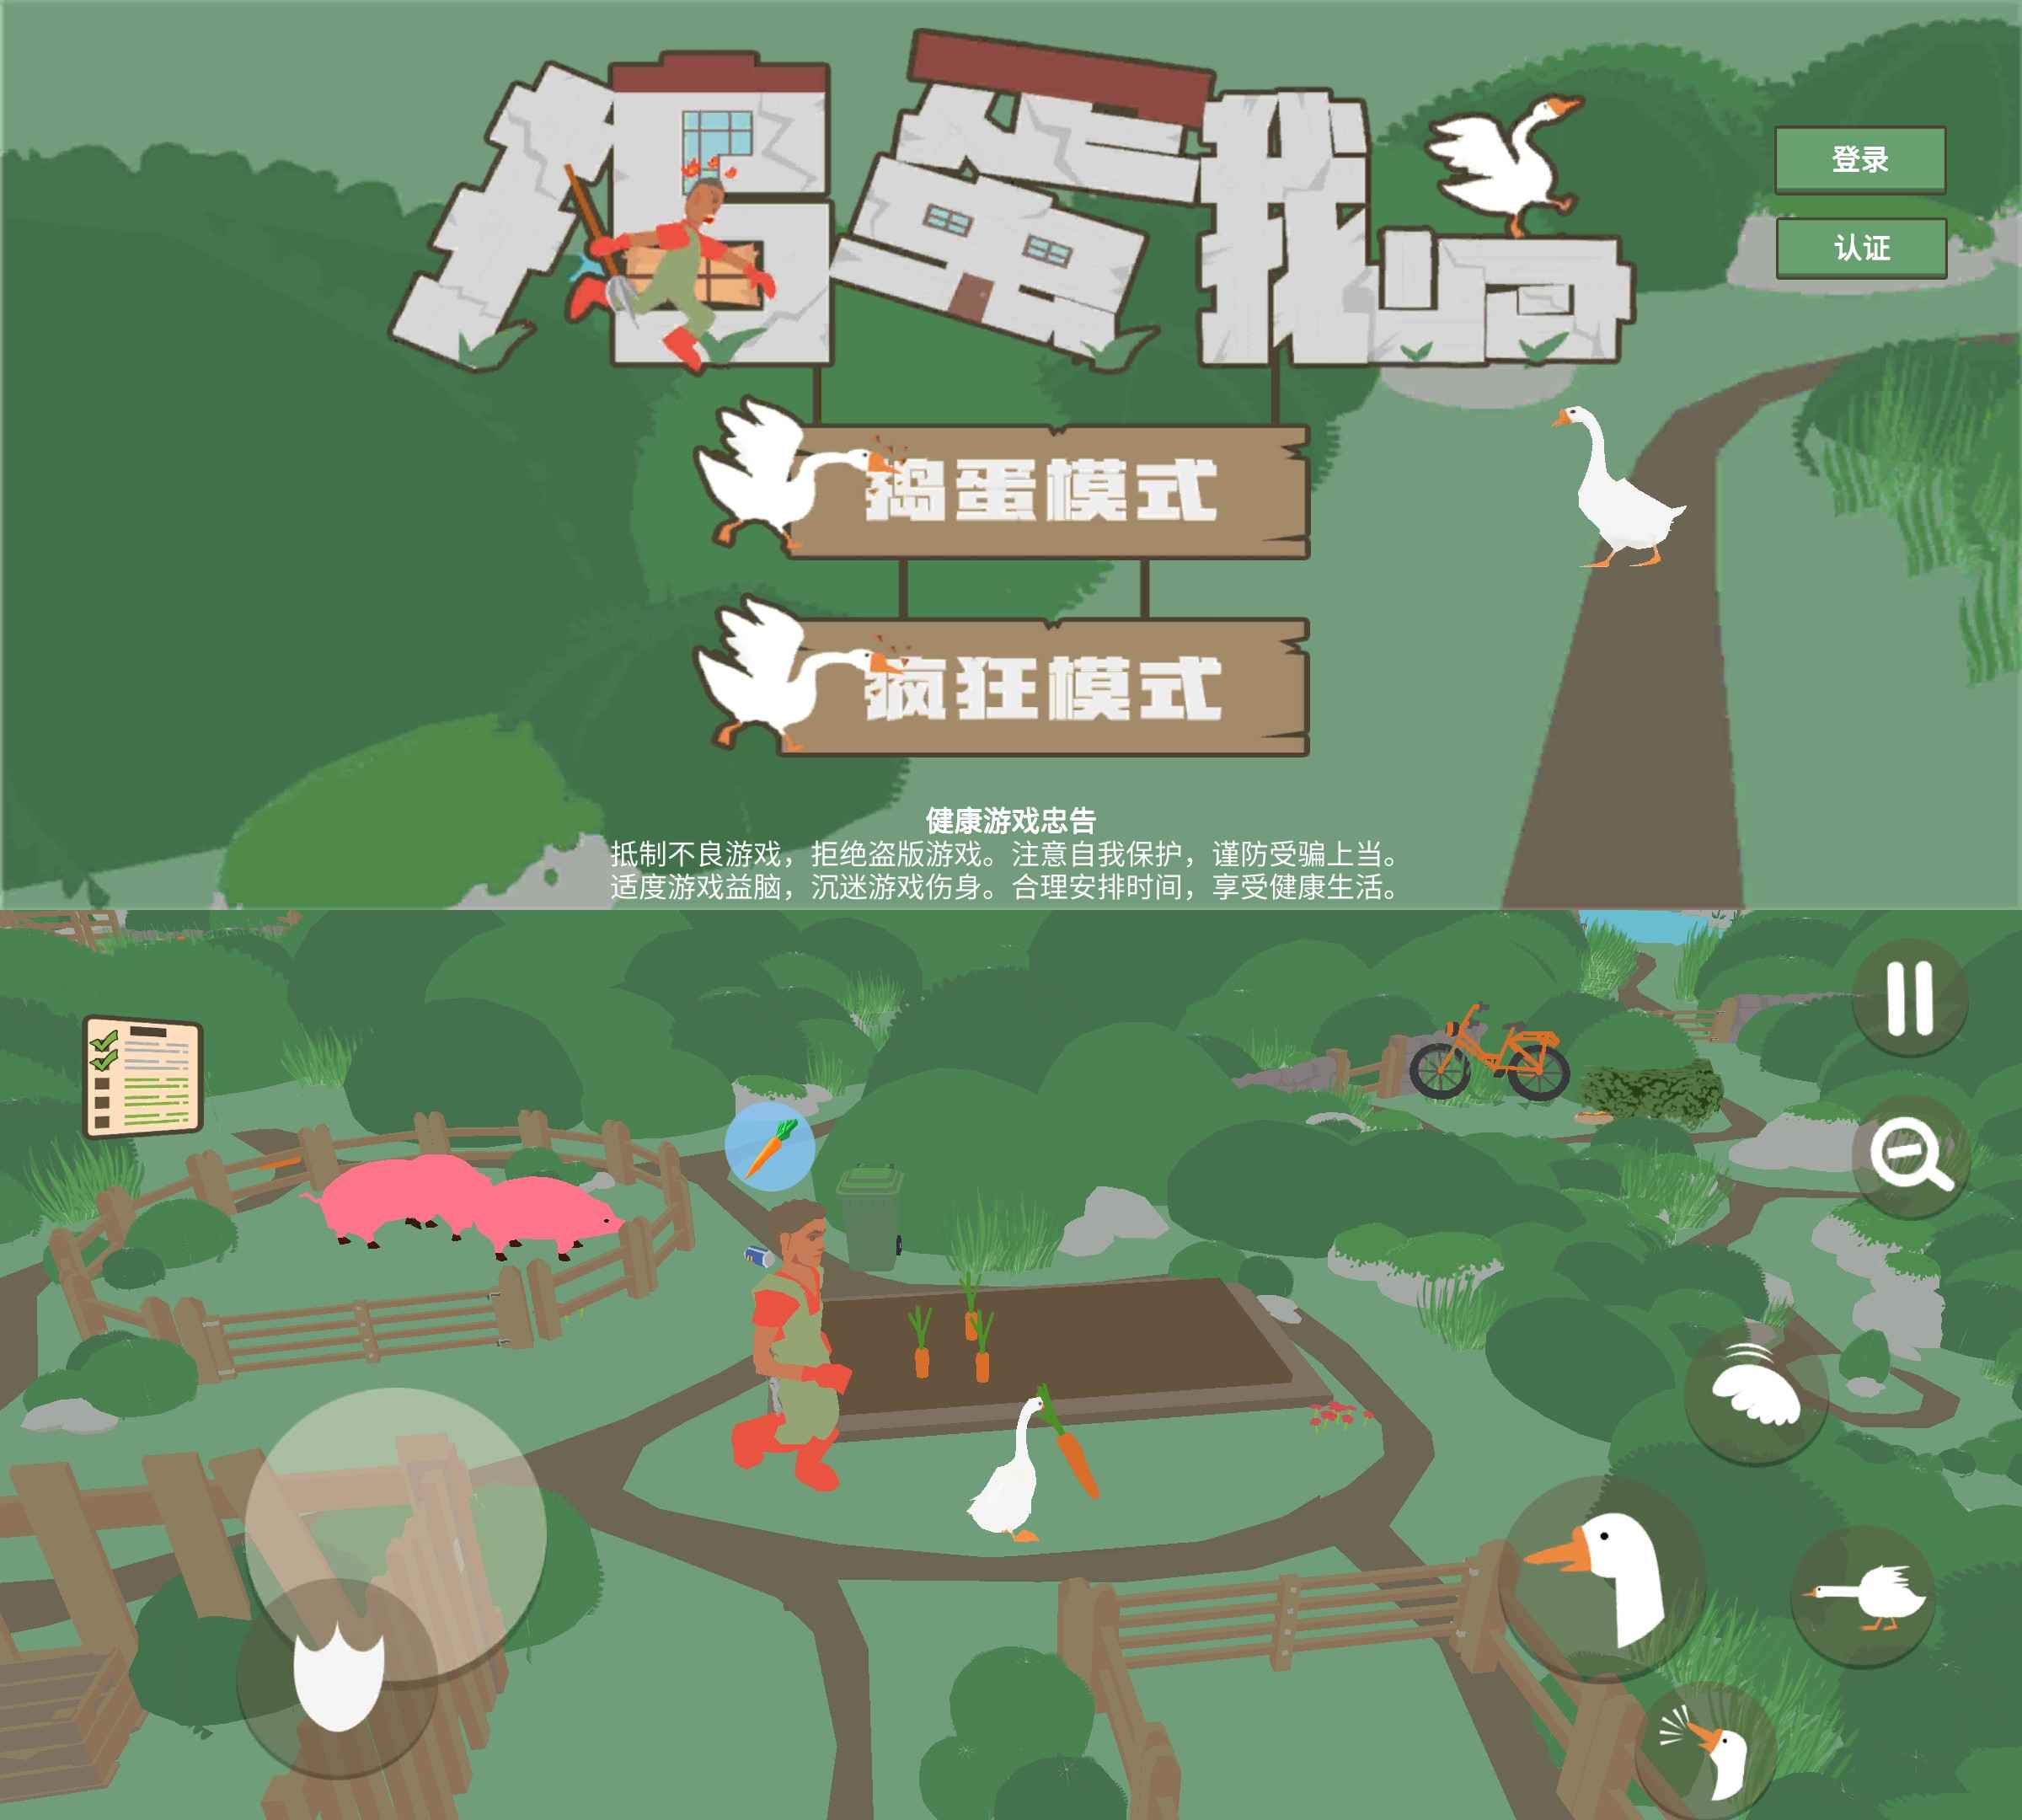 捣蛋我鸭
登录
认证
捣蛋模式
疯狂模式
健康游戏忠告
抵制不良游戏，拒绝盗版游戏。注意自我保护，谨防受骗上当。
适度游戏益脑，沉迷游戏伤身。合理安排时间，享受健康生活。